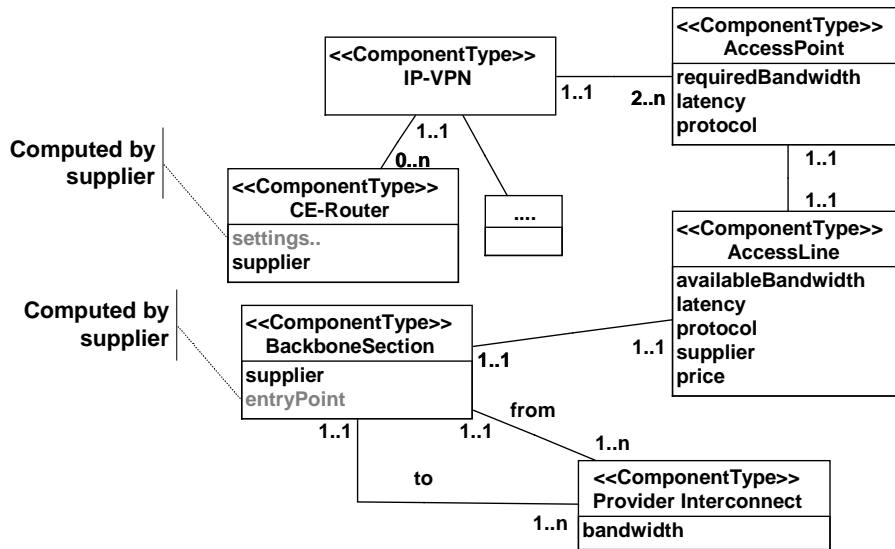 <<ComponentType>>
IP-VPN
1..1
2..n
<<ComponentType>>
AccessPoint
requiredBandwidth
latency
protocol
1..1
0..n
1..1
1..1
Computed by
supplier
<<ComponentType>>
CE-Router
settings..
supplier
....
<<ComponentType>>
AccessLine
availableBandwidth
latency
protocol
supplier
price
Computed by
supplier
<<ComponentType>>
BackboneSection
supplier
entryPoint
1..1
1..1
1..1
1..1
from
1..n
to
1..n
<<ComponentType>>
Provider Interconnect
bandwidth